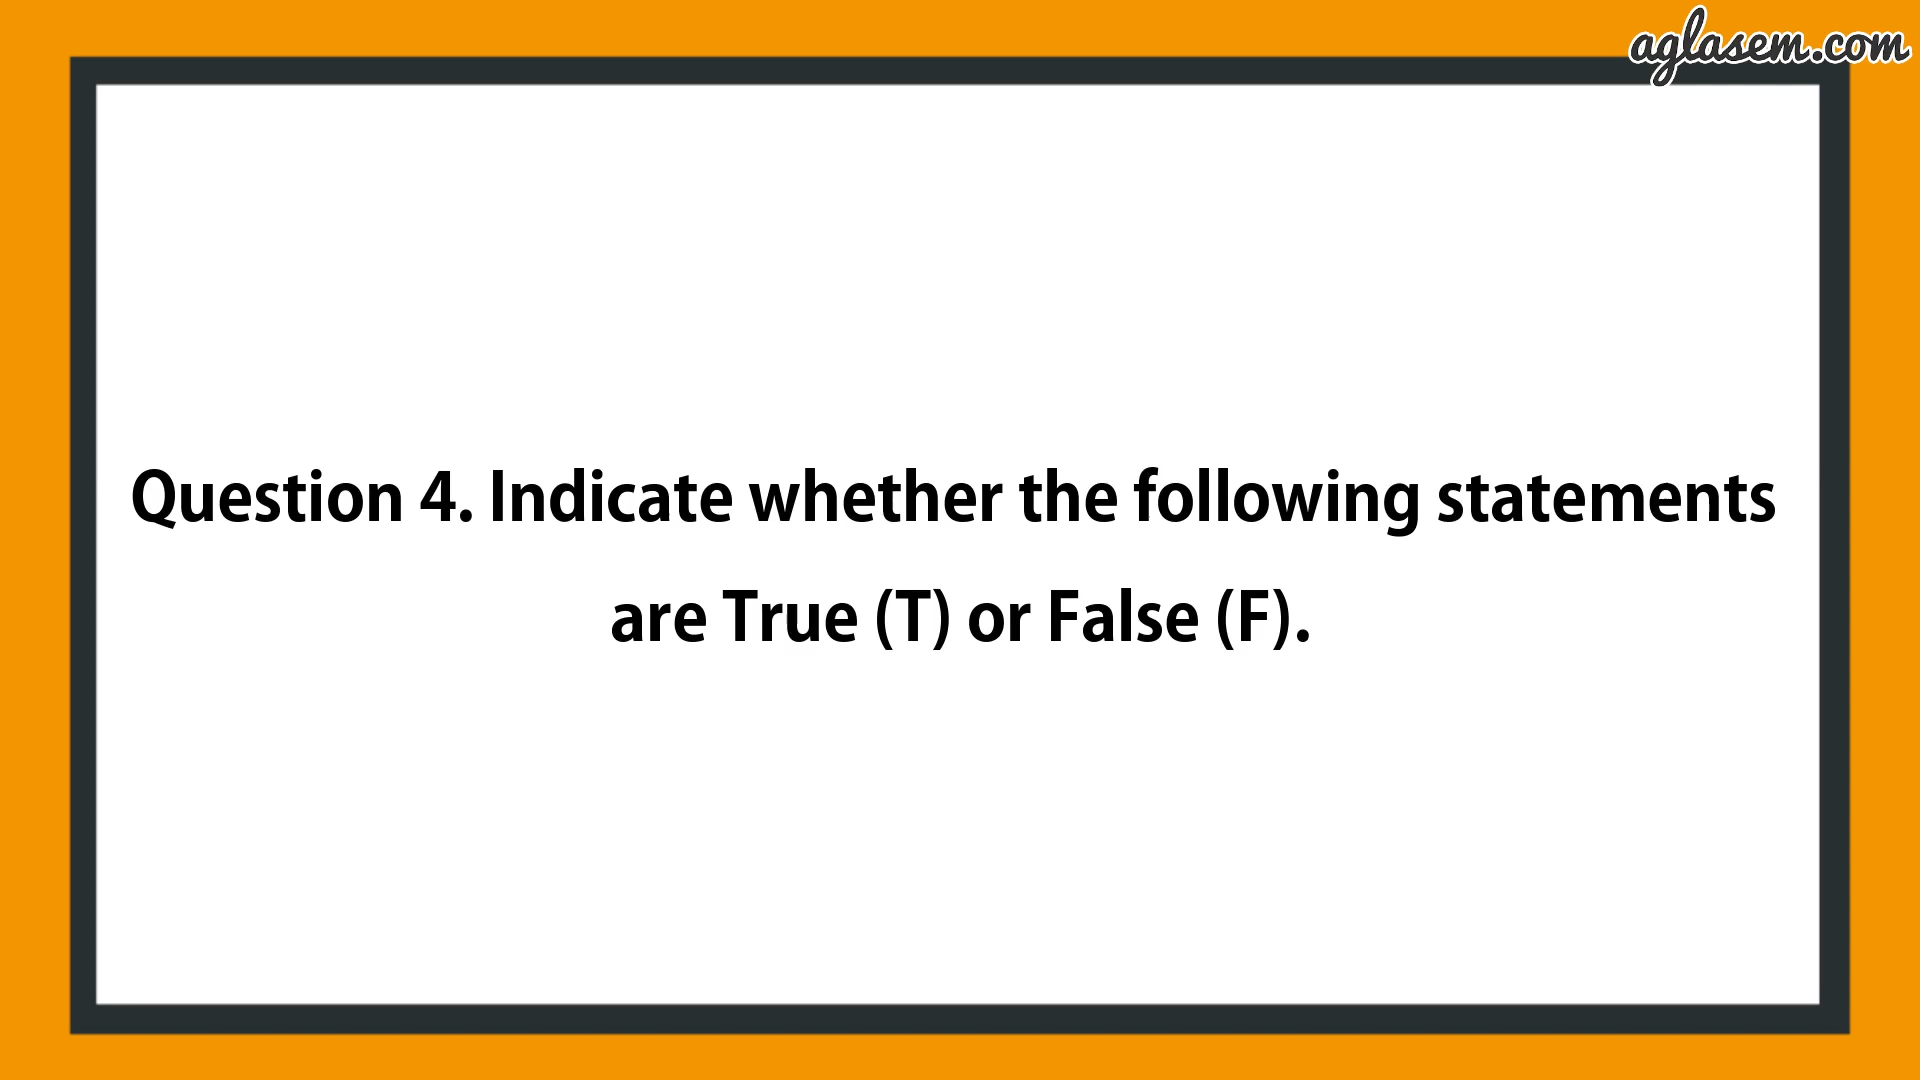 aglasem.com
Question 4. Indicate whether the following statements
are True (T) or False (F).